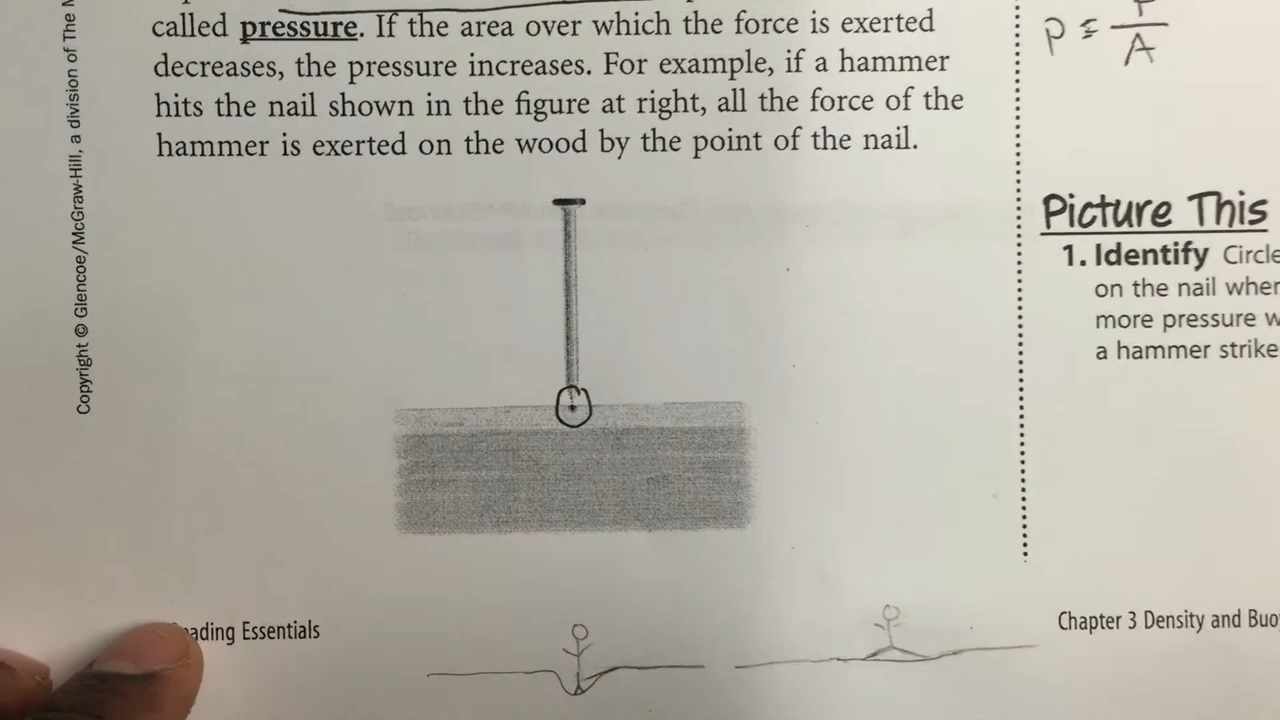 called pressure. If the area over which the force is exerted
decreases, the pressure increases. For example, if a hammer
hits the nail shown in the figure at right, all the force of the
hammer is exerted on the wood by the point of the nail.
Copyright © Glencoe/McGraw-Hill, a division of The
P =
A
Picture This
1. Identify Circle
on the nail wher
more pressure w
a hammer strike
ading Essentials
Chapter 3 Density and Buo